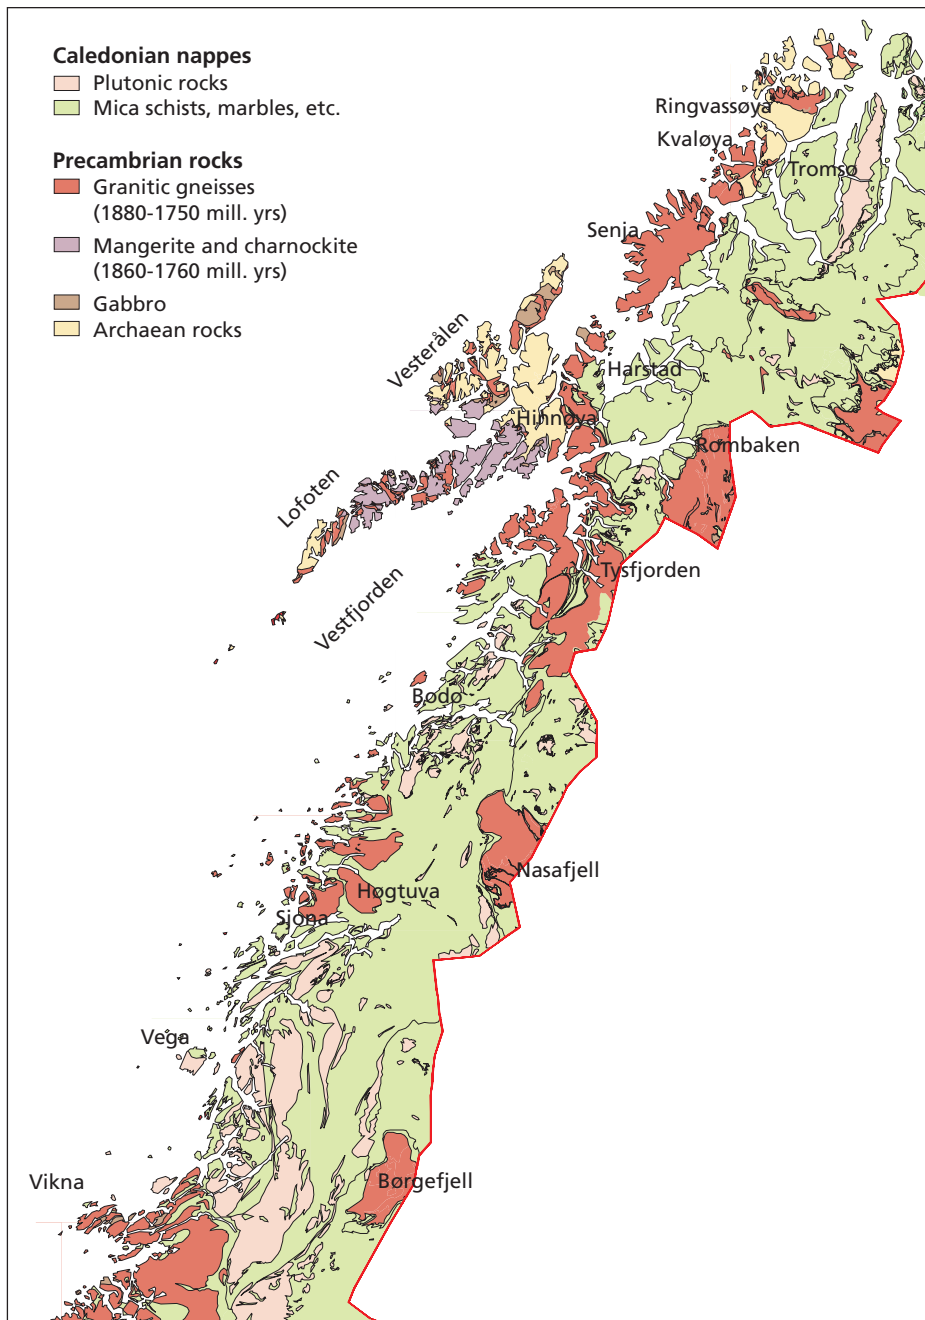 Caledonian nappes
Plutonic rocks
Mica schists, marbles, etc.
Precambrian rocks
Granitic gneisses
(1880-1750 mill. yrs)
Mangerite and charnockite
(1860-1760 mill. yrs)
Gabbro
Archaean rocks
Ringvassøya
Kvaløya
Tromsø
Senja
Vesterålen
Harstad
Hinnøya
Rombaken
Lofoten
Tysfjorden
Vestfjorden
Bodø
Nasafjell
Høgtuva
Sjona
Vega
Vikna
Børgefjell